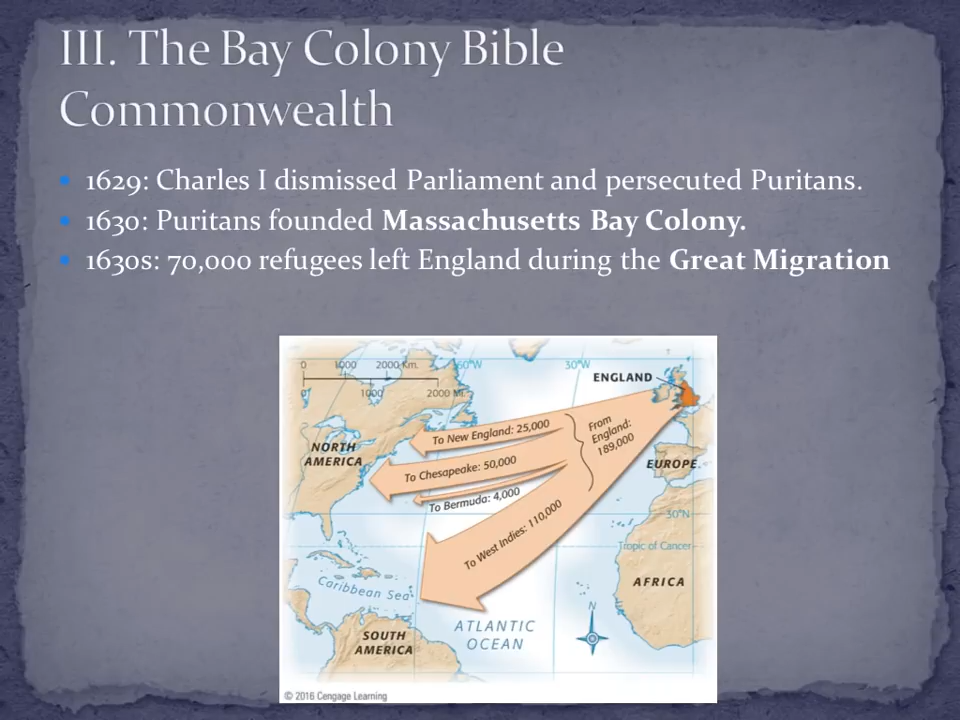 III. The Bay Colony Bible
Commonwealth
1629: Charles I dismissed Parliament and persecuted Puritans.
1630: Puritans founded Massachusetts Bay Colony.
1630s: 70,000 refugees left England during the Great Migration
0 1000 2000 Km.
0 1000 2000 Mi.
60°W
30°W
ENGLAND
From
England:
189,000
To New England: 25,000
NORTH
AMERICA
To Chesapeake: 50,000
EUROPE
To Bermuda: 4,000
30°N
To West Indies: 110,000
Tropic of Cancer
AFRICA
Caribbean Sea
N
ATLANTIC
OCEAN
SOUTH
AMERICA
© 2016 Cengage Learning